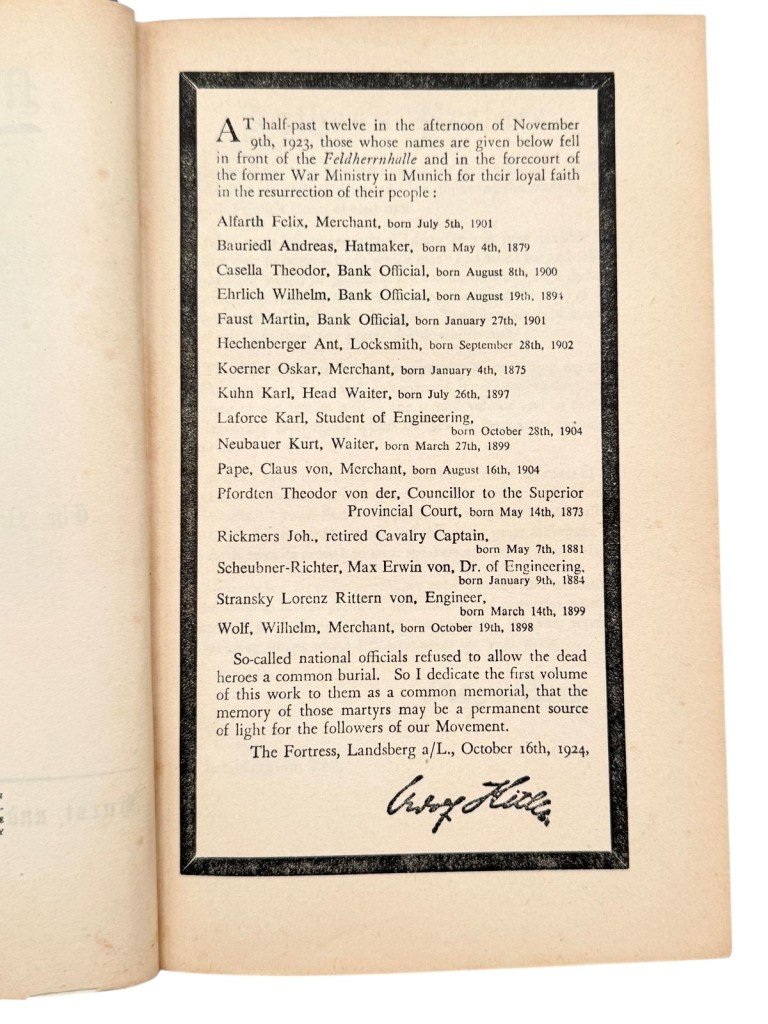 AT half-past twelve in the afternoon of November
9th, 1923, those whose names are given below fell
in front of the Feldherrnhalle and in the forecourt of
the former War Ministry in Munich for their loyal faith
in the resurrection of their people :
Alfarth Felix, Merchant, born July 5th, 1901
Bauriedl Andreas, Hatmaker, born May 4th, 1879
Casella Theodor, Bank Official, born August 8th, 1900
Ehrlich Wilhelm, Bank Official, born August 19th, 1894
Faust Martin, Bank Official, born January 27th, 1901
Hechenberger Ant, Locksmith, born September 28th, 1902
Koerner Oskar, Merchant, born January 4th, 1875
Kuhn Karl, Head Waiter, born July 26th, 1897
Laforce Karl, Student of Engineering,
born October 28th, 1904
Neubauer Kurt, Waiter, born March 27th, 1899
Pape, Claus von, Merchant, born August 16th, 1904
Pfordten Theodor von der, Councillor to the Superior
Provincial Court, born May 14th, 1873
Rickmers Joh., retired Cavalry Captain,
born May 7th, 1881
Scheubner-Richter, Max Erwin von, Dr. of Engineering,
born January 9th, 1884
Stransky Lorenz Rittern von, Engineer,
born March 14th, 1899
Wolf, Wilhelm, Merchant, born October 19th, 1898
So-called national officials refused to allow the dead
heroes a common burial. So I dedicate the first volume
of this work to them as a common memorial, that the
memory of those martyrs may be a permanent source
of light for the followers of our Movement.
The Fortress, Landsberg a/L., October 16th, 1924,
Adolf Hitler